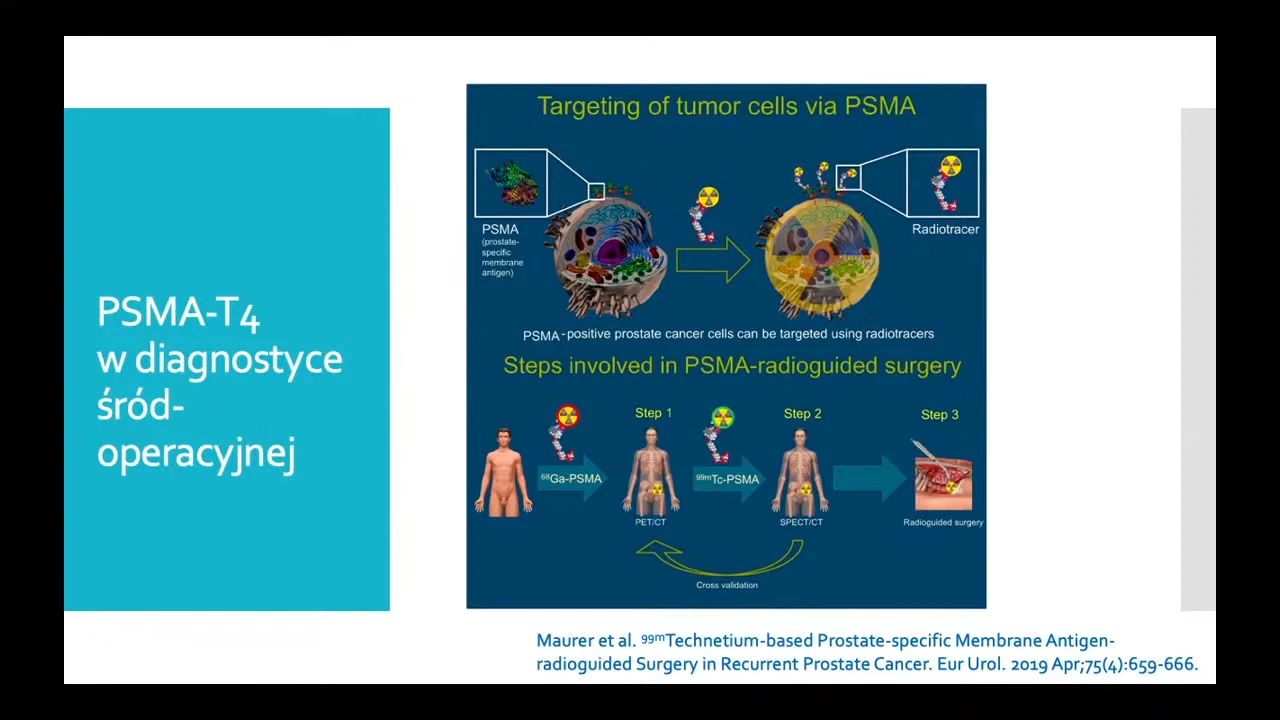 PSMA-T4
w diagnostyce
śród-
operacyjnej
Targeting of tumor cells via PSMA
PSMA
(prostate-
specific
membrane
antigen)
Radiotracer
PSMA-positive prostate cancer cells can be targeted using radiotracers
Steps involved in PSMA-radioguided surgery
Step 1
Step 2
Step 3
⁶⁸Ga-PSMA
⁹⁹ᵐTc-PSMA
PET/CT
SPECT/CT
Radioguided surgery
Cross validation
Maurer et al. ⁹⁹ᵐTechnetium-based Prostate-specific Membrane Antigen-
radioguided Surgery in Recurrent Prostate Cancer. Eur Urol. 2019 Apr;75(4):659-666.